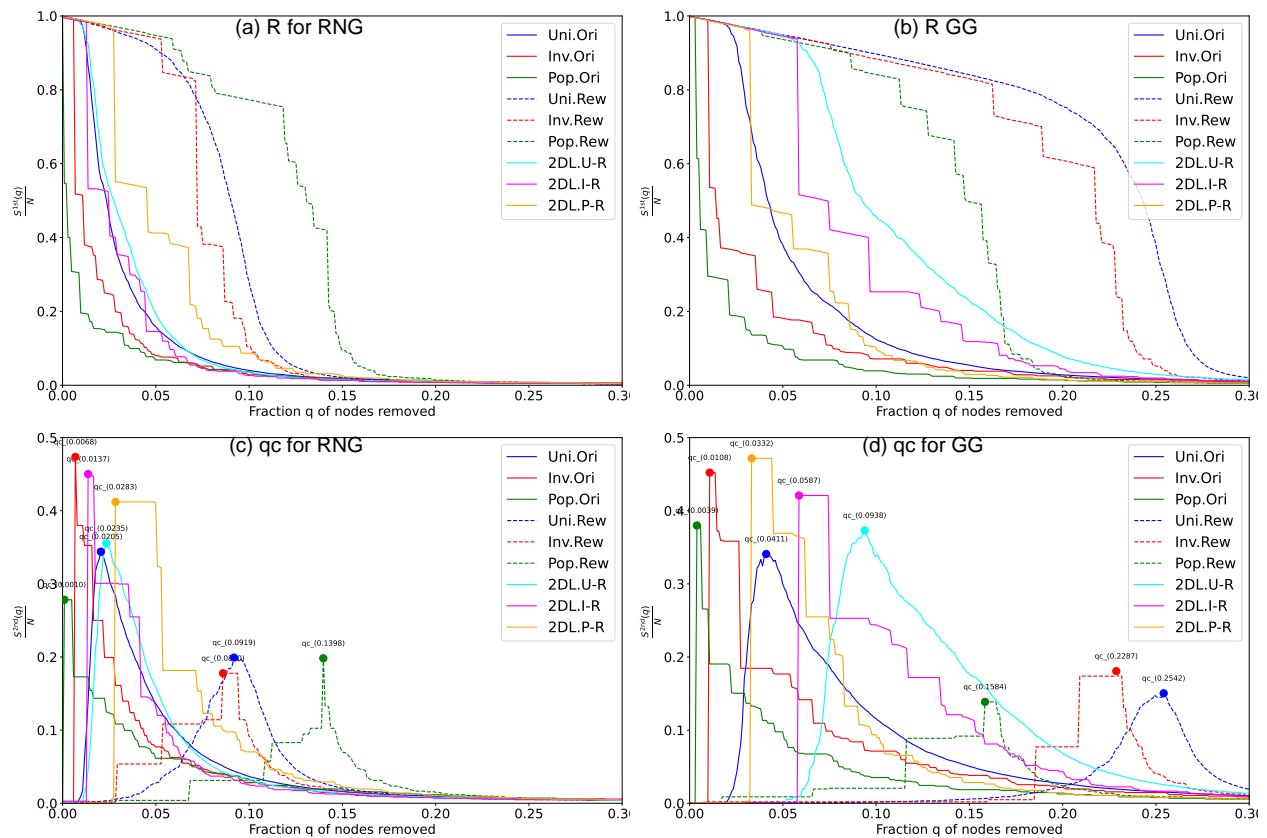 (a) R for RNG
1.0
0.8
0.6
0.4
0.2
0.0
S^{1st}(q)
N
0.00 0.05 0.10 0.15 0.20 0.25 0.30
Fraction q of nodes removed
Uni.Ori
Inv.Ori
Pop.Ori
Uni.Rew
Inv.Rew
Pop.Rew
2DL.U-R
2DL.I-R
2DL.P-R
(b) R GG
1.0
0.8
0.6
0.4
0.2
0.0
S^{1st}(q)
N
0.00 0.05 0.10 0.15 0.20 0.25 0.30
Fraction q of nodes removed
Uni.Ori
Inv.Ori
Pop.Ori
Uni.Rew
Inv.Rew
Pop.Rew
2DL.U-R
2DL.I-R
2DL.P-R
(c) qc for RNG
0.5
0.4
0.3
0.2
0.1
0.0
S^{2nd}(q)
N
qc_(0.0068)
qc_(0.0137)
qc_(0.0283)
qc_(0.0235)
qc_(0.0205)
qc_(0.0919)
qc_(0.1398)
0.00 0.05 0.10 0.15 0.20 0.25 0.30
Fraction q of nodes removed
Uni.Ori
Inv.Ori
Pop.Ori
Uni.Rew
Inv.Rew
Pop.Rew
2DL.U-R
2DL.I-R
2DL.P-R
(d) qc for GG
0.5
0.4
0.3
0.2
0.1
0.0
S^{2nd}(q)
N
qc_(0.0332)
qc_(0.0108)
qc_(0.0587)
qc_(0.0938)
qc_(0.0411)
qc_(0.2287)
qc_(0.2542)
qc_(0.1584)
0.00 0.05 0.10 0.15 0.20 0.25 0.30
Fraction q of nodes removed
Uni.Ori
Inv.Ori
Pop.Ori
Uni.Rew
Inv.Rew
Pop.Rew
2DL.U-R
2DL.I-R
2DL.P-R